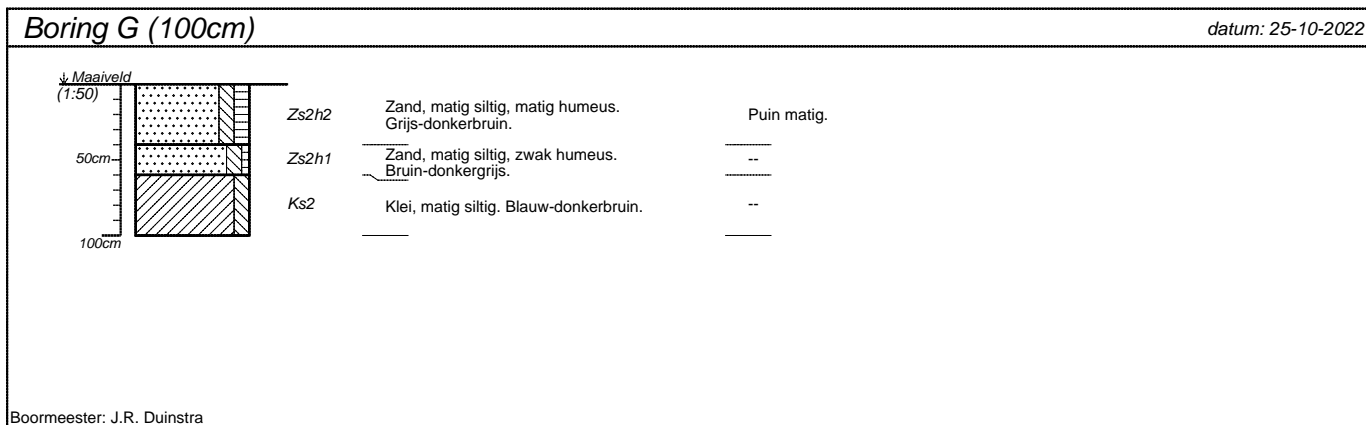 Boring G (100cm)
datum: 25-10-2022
Maaiveld
(1:50)
Zs2h2
Zand, matig siltig, matig humeus.
Grijs-donkerbruin.
Puin matig.
50cm
Zs2h1
Zand, matig siltig, zwak humeus.
Bruin-donkergrijs.
--
Ks2
Klei, matig siltig. Blauw-donkerbruin.
--
100cm
Boormeester: J.R. Duinstra